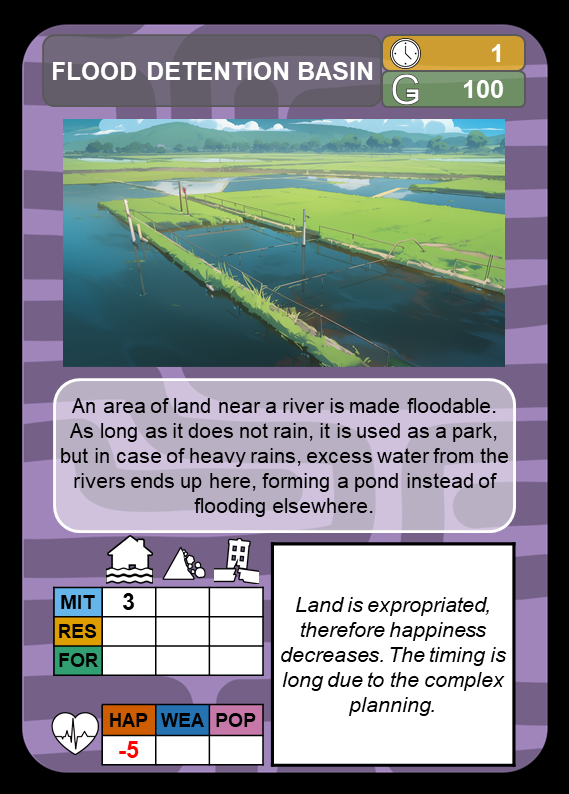 FLOOD DETENTION BASIN
1
G 100
An area of land near a river is made floodable.
As long as it does not rain, it is used as a park,
but in case of heavy rains, excess water from the
rivers ends up here, forming a pond instead of
flooding elsewhere.
MIT 3
RES
FOR
Land is expropriated,
therefore happiness
decreases. The timing is
long due to the complex
planning.
HAP WEA POP
-5